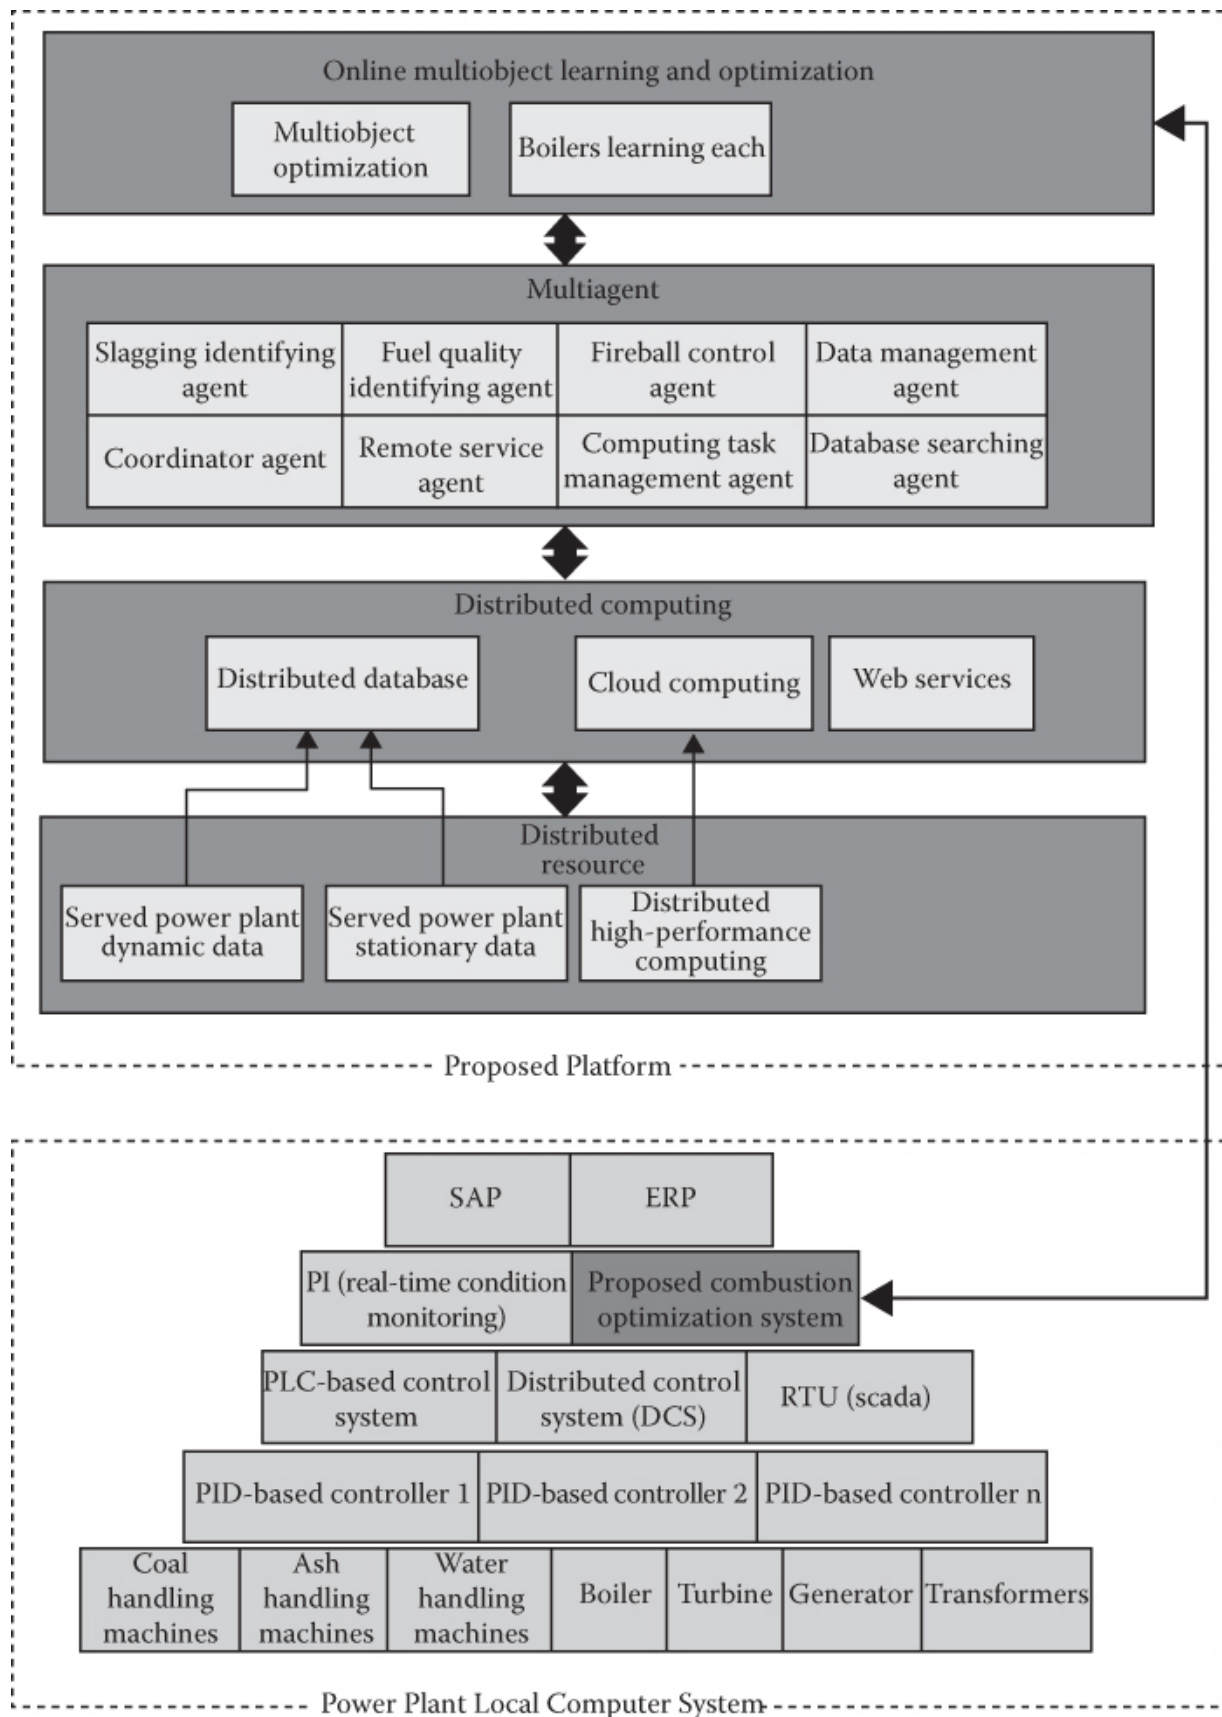 Online multiobject learning and optimization
Multiobject
optimization
Boilers learning each
Multiagent
Slagging identifying
agent
Fuel quality
identifying agent
Fireball control
agent
Data management
agent
Coordinator agent
Remote service
agent
Computing task
management agent
Database searching
agent
Distributed computing
Distributed database
Cloud computing
Web services
Distributed
resource
Served power plant
dynamic data
Served power plant
stationary data
Distributed
high-performance
computing
Proposed Platform
SAP
ERP
PI (real-time condition
monitoring)
Proposed combustion
optimization system
PLC-based control
system
Distributed control
system (DCS)
RTU (scada)
PID-based controller 1
PID-based controller 2
PID-based controller n
Coal
handling
machines
Ash
handling
machines
Water
handling
machines
Boiler
Turbine
Generator
Transformers
Power Plant Local Computer System